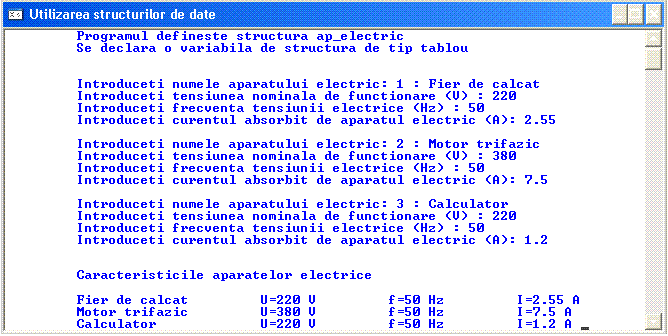 Utilizarea structurilor de date
Programul defineste structura ap_electric
Se declara o variabila de structura de tip tablou
Introduceti numele aparatului electric: 1 : Fier de calcat
Introduceti tensiunea nominala de functionare (V) : 220
Introduceti frecventa tensiunii electrice (Hz) : 50
Introduceti curentul absorbit de aparatul electric (A): 2.55
Introduceti numele aparatului electric: 2 : Motor trifazic
Introduceti tensiunea nominala de functionare (V) : 380
Introduceti frecventa tensiunii electrice (Hz) : 50
Introduceti curentul absorbit de aparatul electric (A): 7.5
Introduceti numele aparatului electric: 3 : Calculator
Introduceti tensiunea nominala de functionare (V) : 220
Introduceti frecventa tensiunii electrice (Hz) : 50
Introduceti curentul absorbit de aparatul electric (A): 1.2
Caracteristicile aparatelor electrice
Fier de calcat U=220 V f=50 Hz I=2.55 A
Motor trifazic U=380 V f=50 Hz I=7.5 A
Calculator U=220 V f=50 Hz I=1.2 A